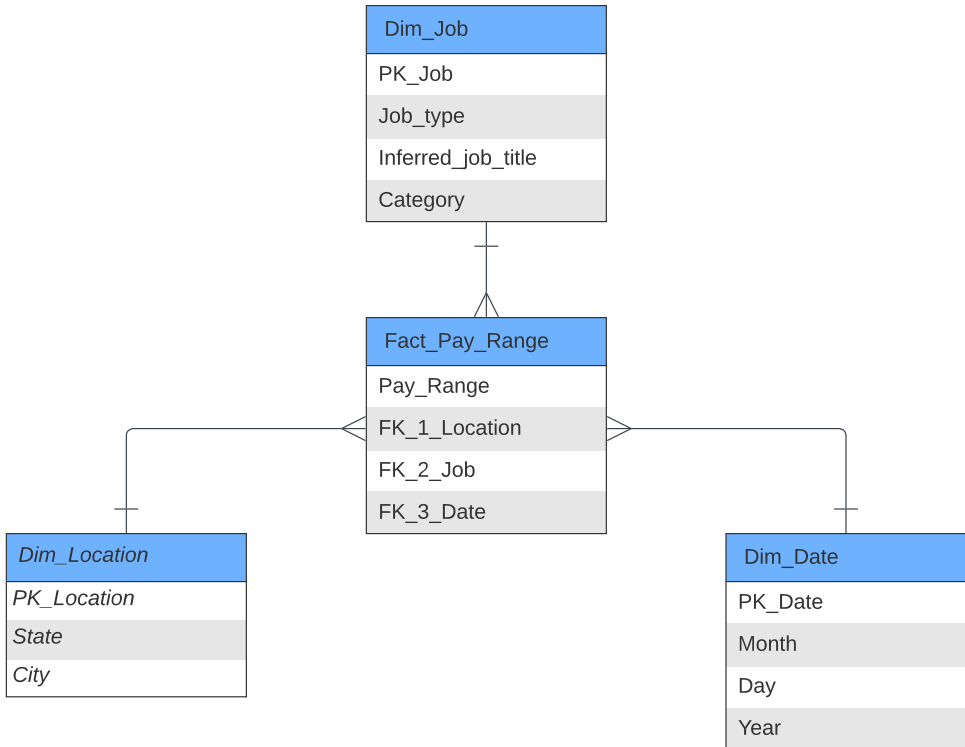 Dim_Job
PK_Job
Job_type
Inferred_job_title
Category
Fact_Pay_Range
Pay_Range
FK_1_Location
FK_2_Job
FK_3_Date
Dim_Location
PK_Location
State
City
Dim_Date
PK_Date
Month
Day
Year